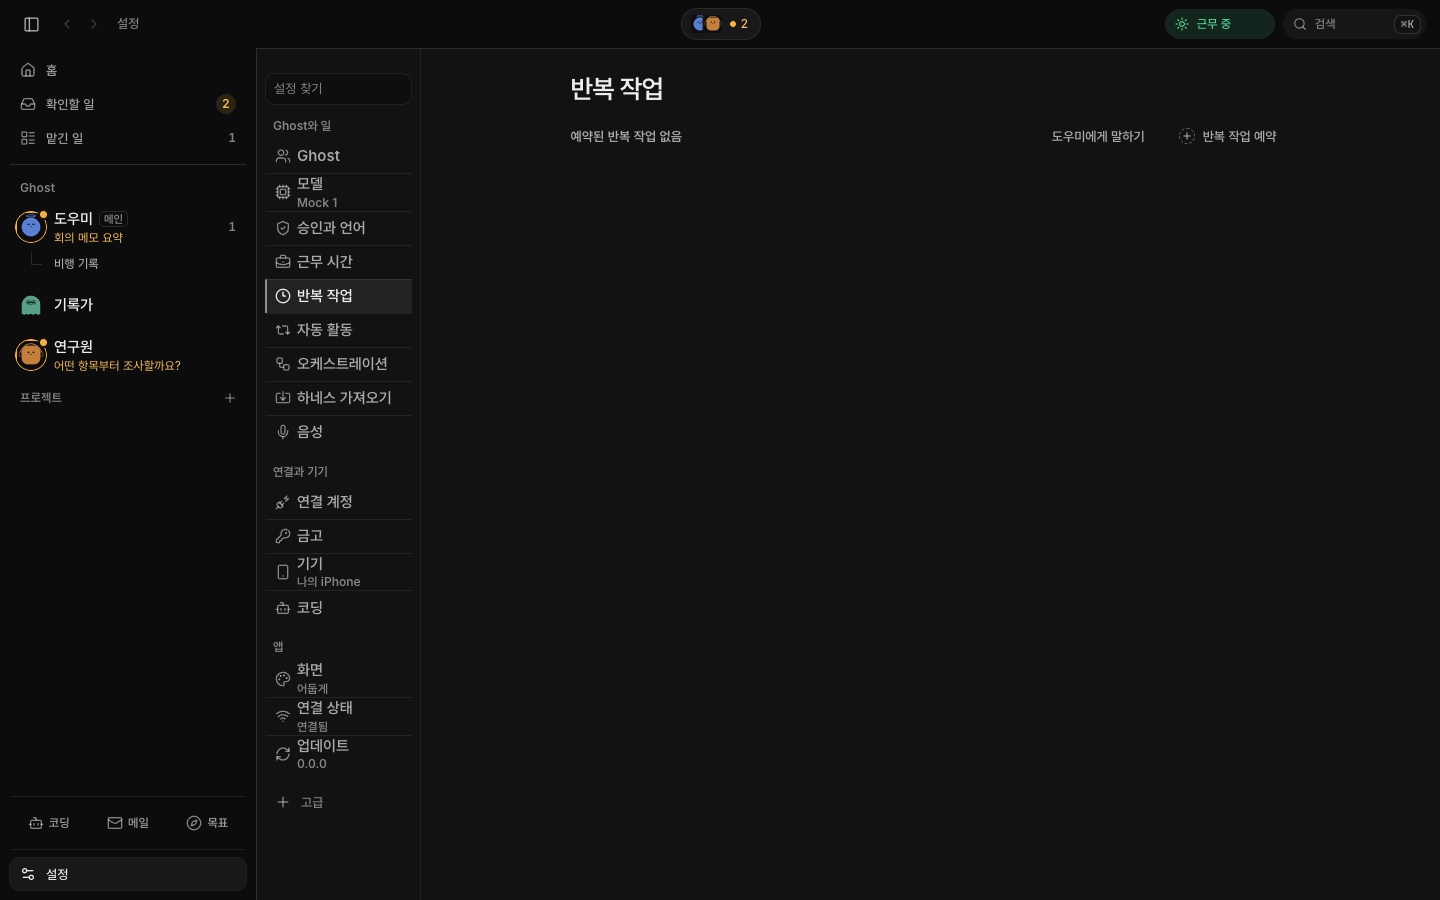 설정
2
근무 중
검색
⌘K
홈
확인할 일
2
맡긴 일
1
Ghost
도우미
메인
회의 메모 요약
1
비행 기록
기록가
연구원
어떤 항목부터 조사할까요?
프로젝트
코딩
메일
목표
설정
설정 찾기
Ghost와 일
Ghost
모델
Mock 1
승인과 언어
근무 시간
반복 작업
자동 활동
오케스트레이션
하네스 가져오기
음성
연결과 기기
연결 계정
금고
기기
나의 iPhone
코딩
앱
화면
어둡게
연결 상태
연결됨
업데이트
0.0.0
고급
반복 작업
예약된 반복 작업 없음
도우미에게 말하기
반복 작업 예약